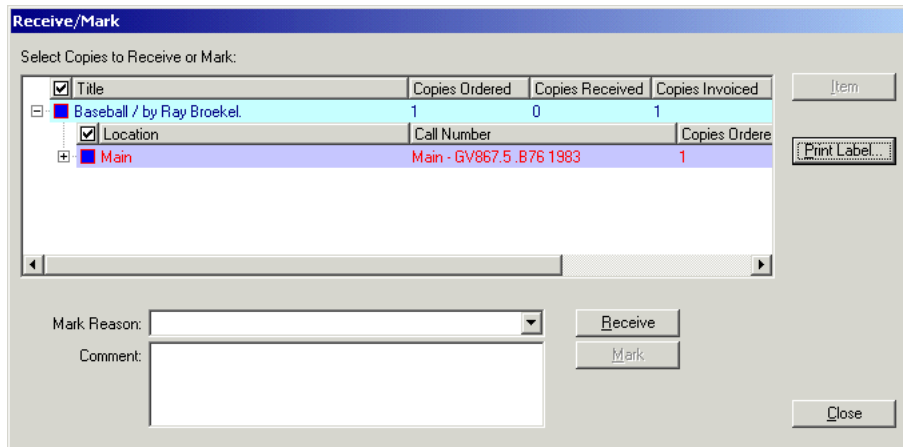 Receive/Mark
Select Copies to Receive or Mark:
Title Copies Ordered Copies Received Copies Invoiced
Item
Baseball / by Ray Broekel. 1 0 1
Location Call Number Copies Ordere
Main Main - GV867.5 .B76 1983 1
Print Label...
Mark Reason:
Receive
Comment:
Mark
Close